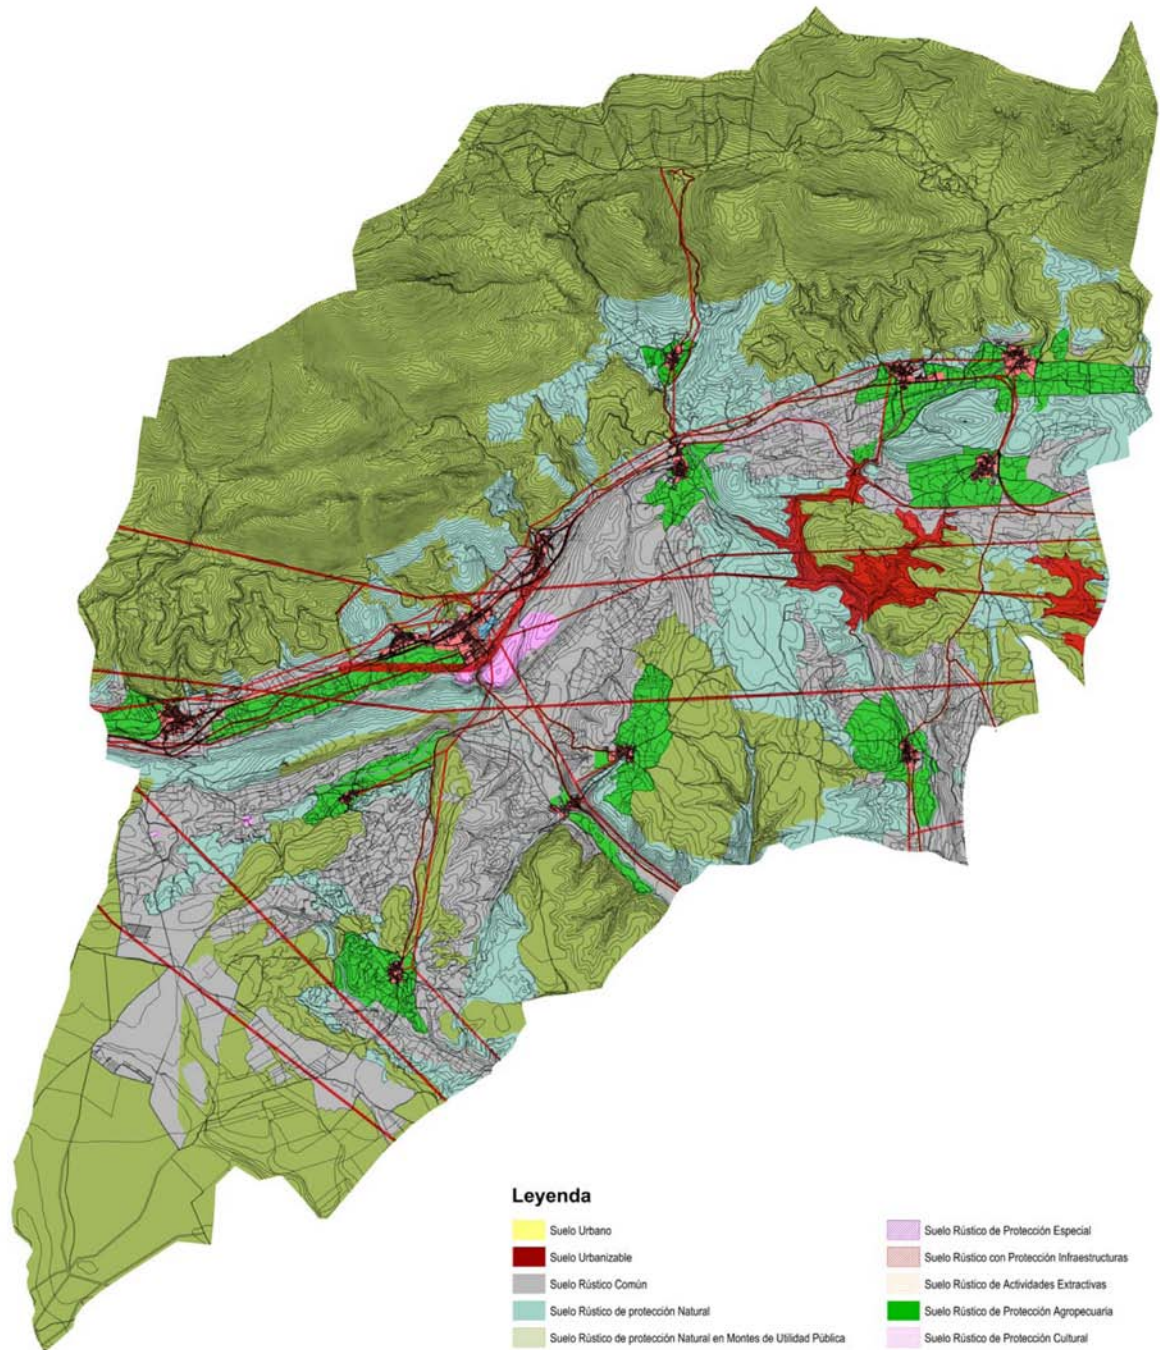 Leyenda
Suelo Urbano
Suelo Urbanizable
Suelo Rústico Común
Suelo Rústico de protección Natural
Suelo Rústico de protección Natural en Montes de Utilidad Pública
Suelo Rústico de Protección Especial
Suelo Rústico con Protección Infraestructuras
Suelo Rústico de Actividades Extractivas
Suelo Rústico de Protección Agropecuaria
Suelo Rústico de Protección Cultural